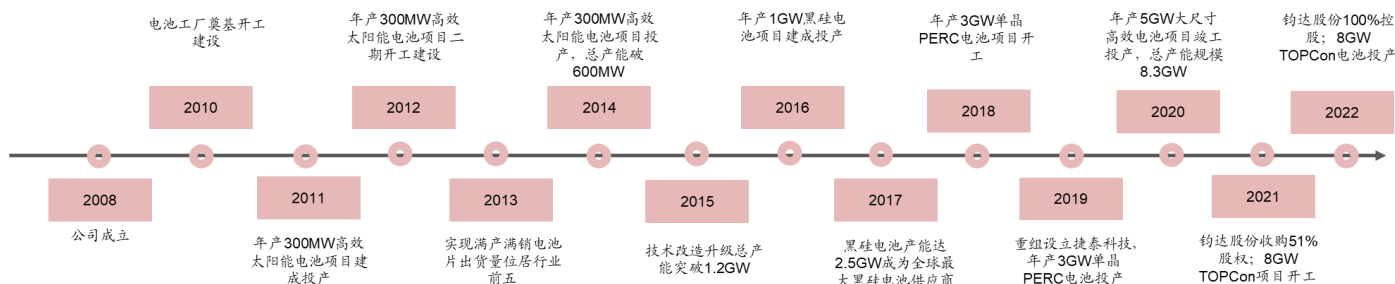 电池工厂奠基开工
建设
年产300MW高效
太阳能电池项目二
期开工建设
年产300MW高效
太阳能电池项目投
产，总产能破
600MW
年产1GW黑硅电
池项目建成投产
年产3GW单晶
PERC电池项目开
工
年产5GW大尺寸
高效电池项目竣工
投产，总产能规模
8.3GW
钧达股份100%控
股；8GW
TOPCon电池投产
2010
2012
2014
2016
2018
2020
2022
2008
2011
2013
2015
2017
2019
2021
公司成立
年产300MW高效
太阳能电池项目建
成投产
实现满产满销电池
片出货量位居行业
前五
技术改造升级总产
能突破1.2GW
黑硅电池产能达
2.5GW成为全球最
大黑硅电池供应商
重组设立捷泰科技，
年产3GW单晶
PERC电池投产
钧达股份收购51%
股权；8GW
TOPCon项目开工